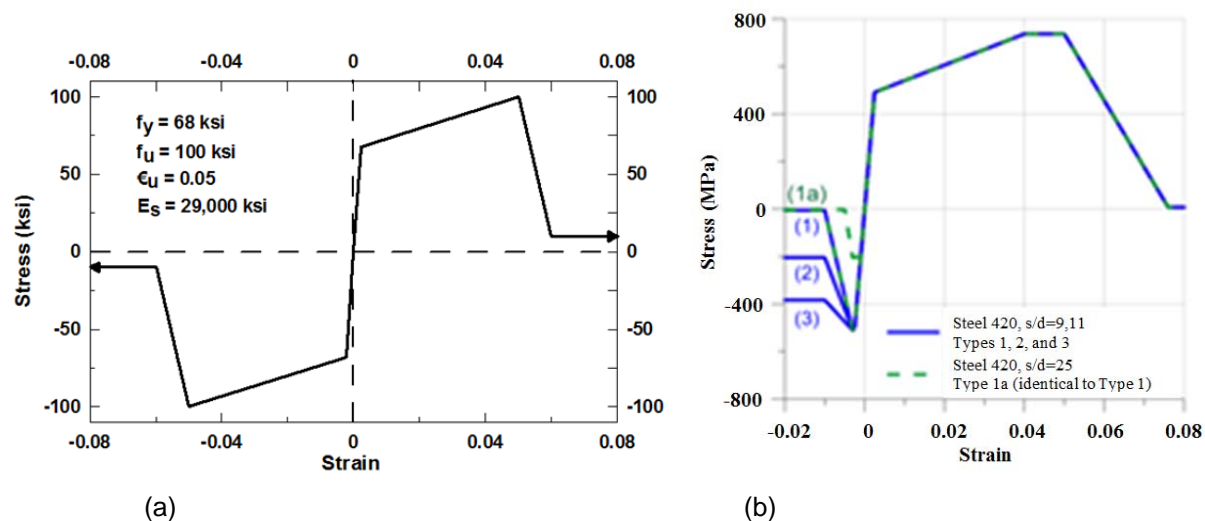 -0.08 -0.04 0 0.04 0.08
100 100
50 50
0 0
-50 -50
-100 -100
-0.08 -0.04 0 0.04 0.08
Stress (ksi)
Strain
f_y = 68 ksi
f_u = 100 ksi
€_u = 0.05
E_s = 29,000 ksi
(a)
800
400
0
-400
-800
-0.02 0 0.02 0.04 0.06 0.08
Stress (MPa)
Strain
(1a)
(1)
(2)
(3)
Steel 420, s/d=9,11
Types 1, 2, and 3
Steel 420, s/d=25
Type 1a (identical to Type 1)
(b)